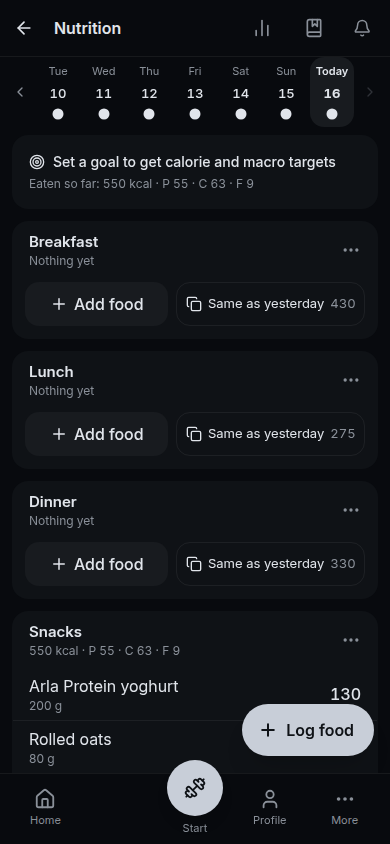 Nutrition
Tue Wed Thu Fri Sat Sun Today
10 11 12 13 14 15 16
Set a goal to get calorie and macro targets
Eaten so far: 550 kcal · P 55 · C 63 · F 9
Breakfast
Nothing yet
Add food Same as yesterday 430
Lunch
Nothing yet
Add food Same as yesterday 275
Dinner
Nothing yet
Add food Same as yesterday 330
Snacks
550 kcal · P 55 · C 63 · F 9
Arla Protein yoghurt 130
200 g
Log food
Rolled oats
80 g
Home Start Profile More